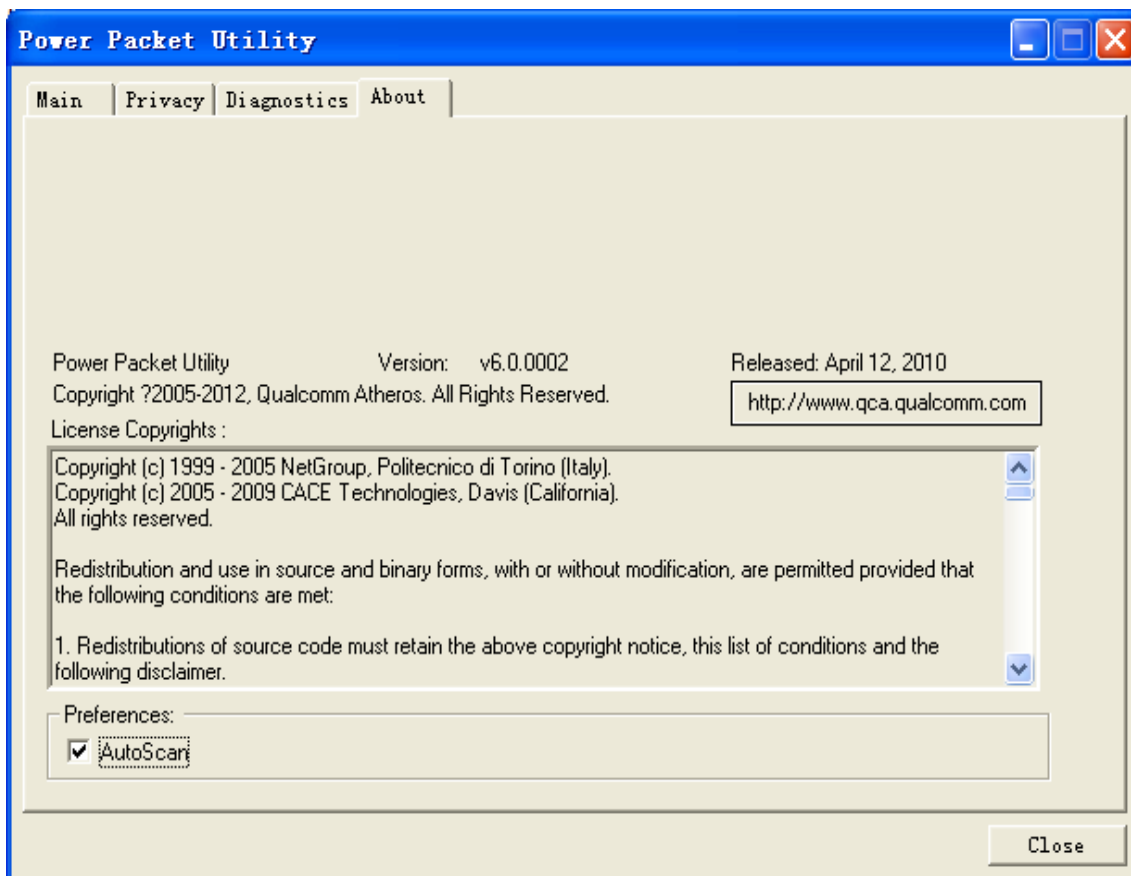 Power Packet Utility
Main
Privacy
Diagnostics
About
Power Packet Utility
Version: v6.0.0002
Released: April 12, 2010
Copyright ?2005-2012, Qualcomm Atheros. All Rights Reserved.
http://www.qca.qualcomm.com
License Copyrights :
Copyright (c) 1999 - 2005 NetGroup, Politecnico di Torino (Italy).
Copyright (c) 2005 - 2009 CACE Technologies, Davis (California).
All rights reserved.
Redistribution and use in source and binary forms, with or without modification, are permitted provided that
the following conditions are met:
1. Redistributions of source code must retain the above copyright notice, this list of conditions and the
following disclaimer.
Preferences:
AutoScan
Close